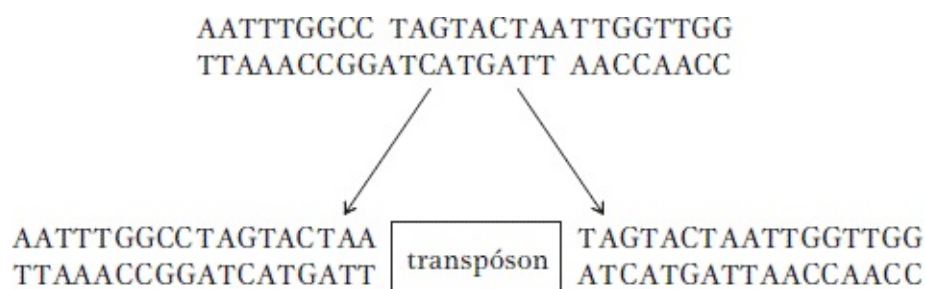 AATTTGGCC TAGTACTAATTGGTTGG
TTAAACCGGATCATGATT AACCAACC
AATTTGGCCTAGTACTAA
TTAAACCGGATCATGATT
transpóson
TAGTACTAATTGGTTGG
ATCATGATTAACCAACC